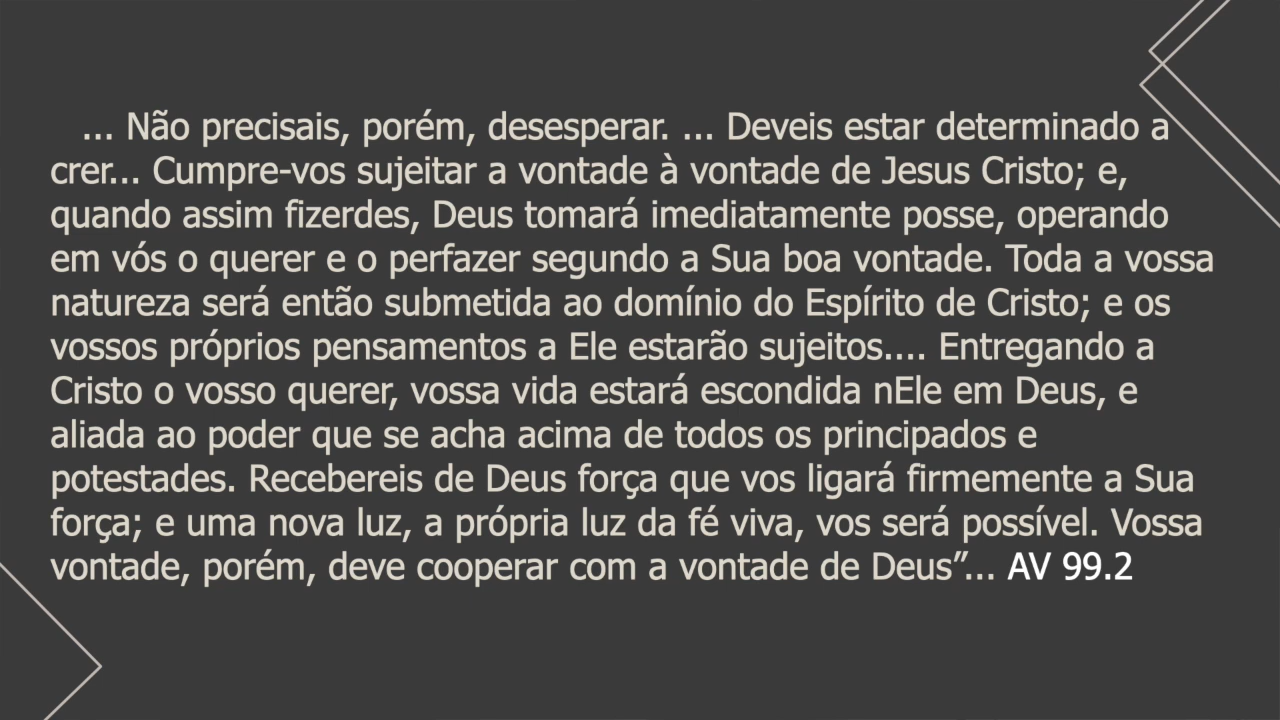 ... Não precisais, porém, desesperar. ... Deveis estar determinado a
crer... Cumpre-vos sujeitar a vontade à vontade de Jesus Cristo; e,
quando assim fizerdes, Deus tomará imediatamente posse, operando
em vós o querer e o perfazer segundo a Sua boa vontade. Toda a vossa
natureza será então submetida ao domínio do Espírito de Cristo; e os
vossos próprios pensamentos a Ele estarão sujeitos.... Entregando a
Cristo o vosso querer, vossa vida estará escondida nEle em Deus, e
aliada ao poder que se acha acima de todos os principados e
potestades. Recebereis de Deus força que vos ligará firmemente a Sua
força; e uma nova luz, a própria luz da fé viva, vos será possível. Vossa
vontade, porém, deve cooperar com a vontade de Deus”... AV 99.2